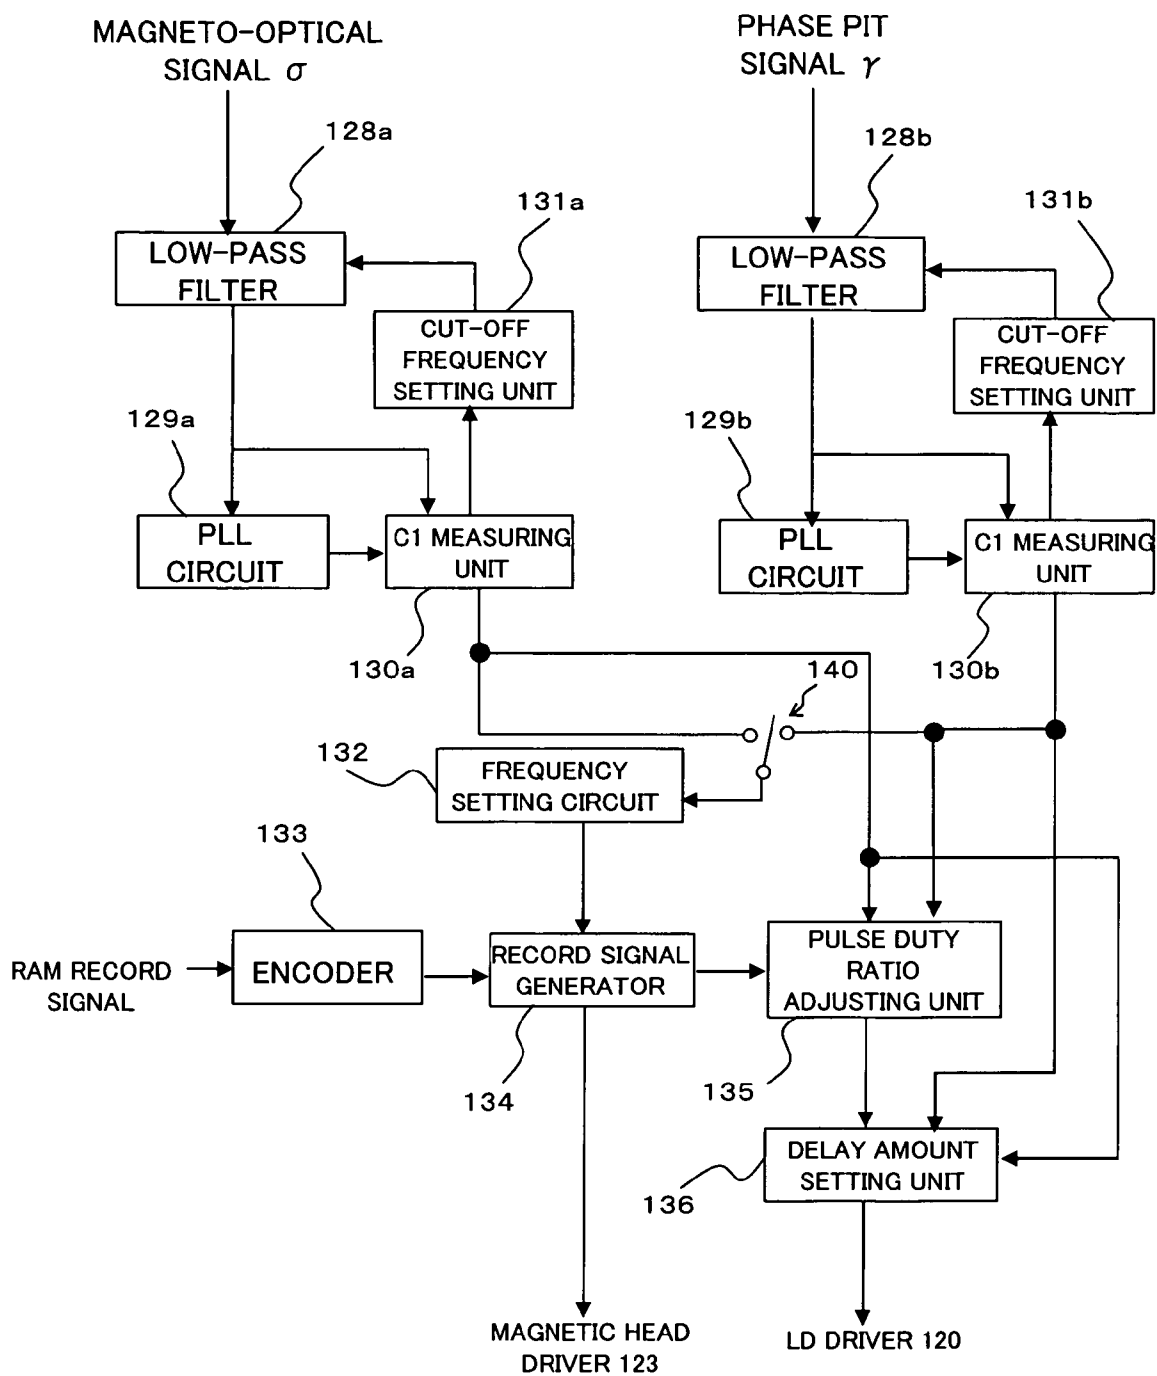 MAGNETO-OPTICAL
SIGNAL σ
PHASE PIT
SIGNAL γ
128a
128b
131a
131b
LOW-PASS
FILTER
LOW-PASS
FILTER
CUT-OFF
FREQUENCY
SETTING UNIT
CUT-OFF
FREQUENCY
SETTING UNIT
129a
129b
PLL
CIRCUIT
C1 MEASURING
UNIT
PLL
CIRCUIT
C1 MEASURING
UNIT
130a
140
130b
132
FREQUENCY
SETTING CIRCUIT
133
RAM RECORD
SIGNAL
ENCODER
RECORD SIGNAL
GENERATOR
PULSE DUTY
RATIO
ADJUSTING UNIT
134
135
DELAY AMOUNT
SETTING UNIT
136
MAGNETIC HEAD
DRIVER 123
LD DRIVER 120